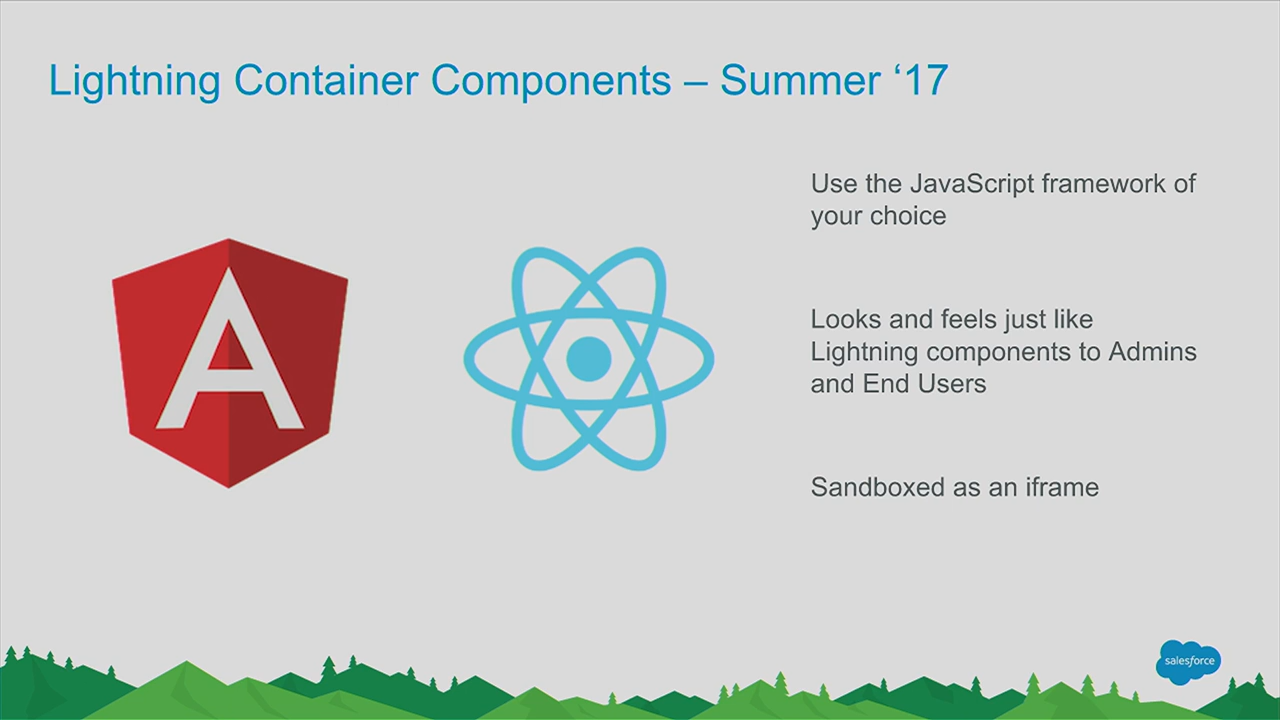 Lightning Container Components – Summer ‘17
Use the JavaScript framework of
your choice
Looks and feels just like
Lightning components to Admins
and End Users
Sandboxed as an iframe
A
salesforce